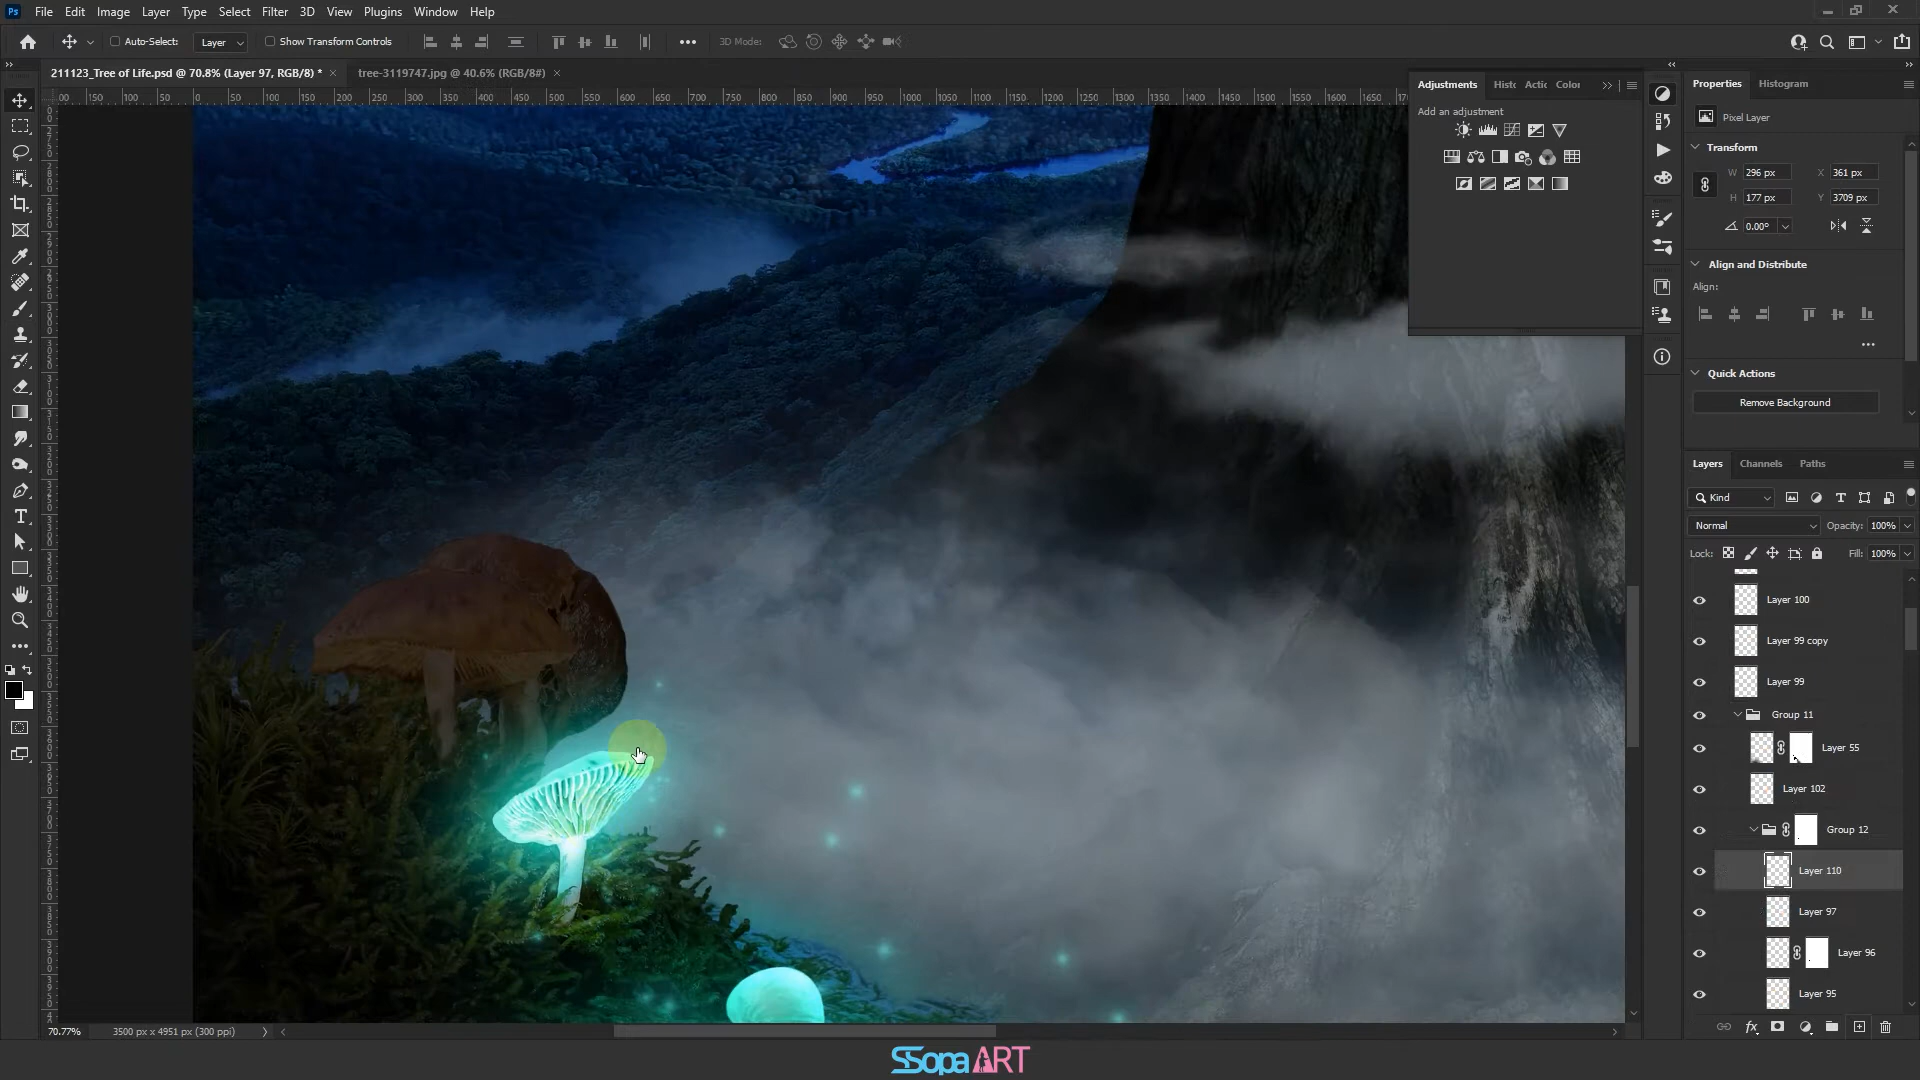 Ps File Edit Image Layer Type Select Filter 3D View Plugins Window Help
Auto-Select: Layer Show Transform Controls 3D Mode:
211123_Tree of Life.psd @ 70.8% (Layer 97, RGB/8) * × tree-3119747.jpg @ 40.6% (RGB/8#) ×
Adjustments Histo Actic Color
Add an adjustment
Properties Histogram
Pixel Layer
Transform
W 296 px X 361 px
H 177 px Y 3709 px
0.00°
Align and Distribute
Align:
Quick Actions
Remove Background
Layers Channels Paths
Kind
Normal Opacity: 100%
Lock: Fill: 100%
Layer 100
Layer 99 copy
Layer 99
Group 11
Layer 55
Layer 102
Group 12
Layer 110
Layer 97
Layer 96
Layer 95
70.77% 3500 px x 4951 px (300 ppi)
SSopa ART